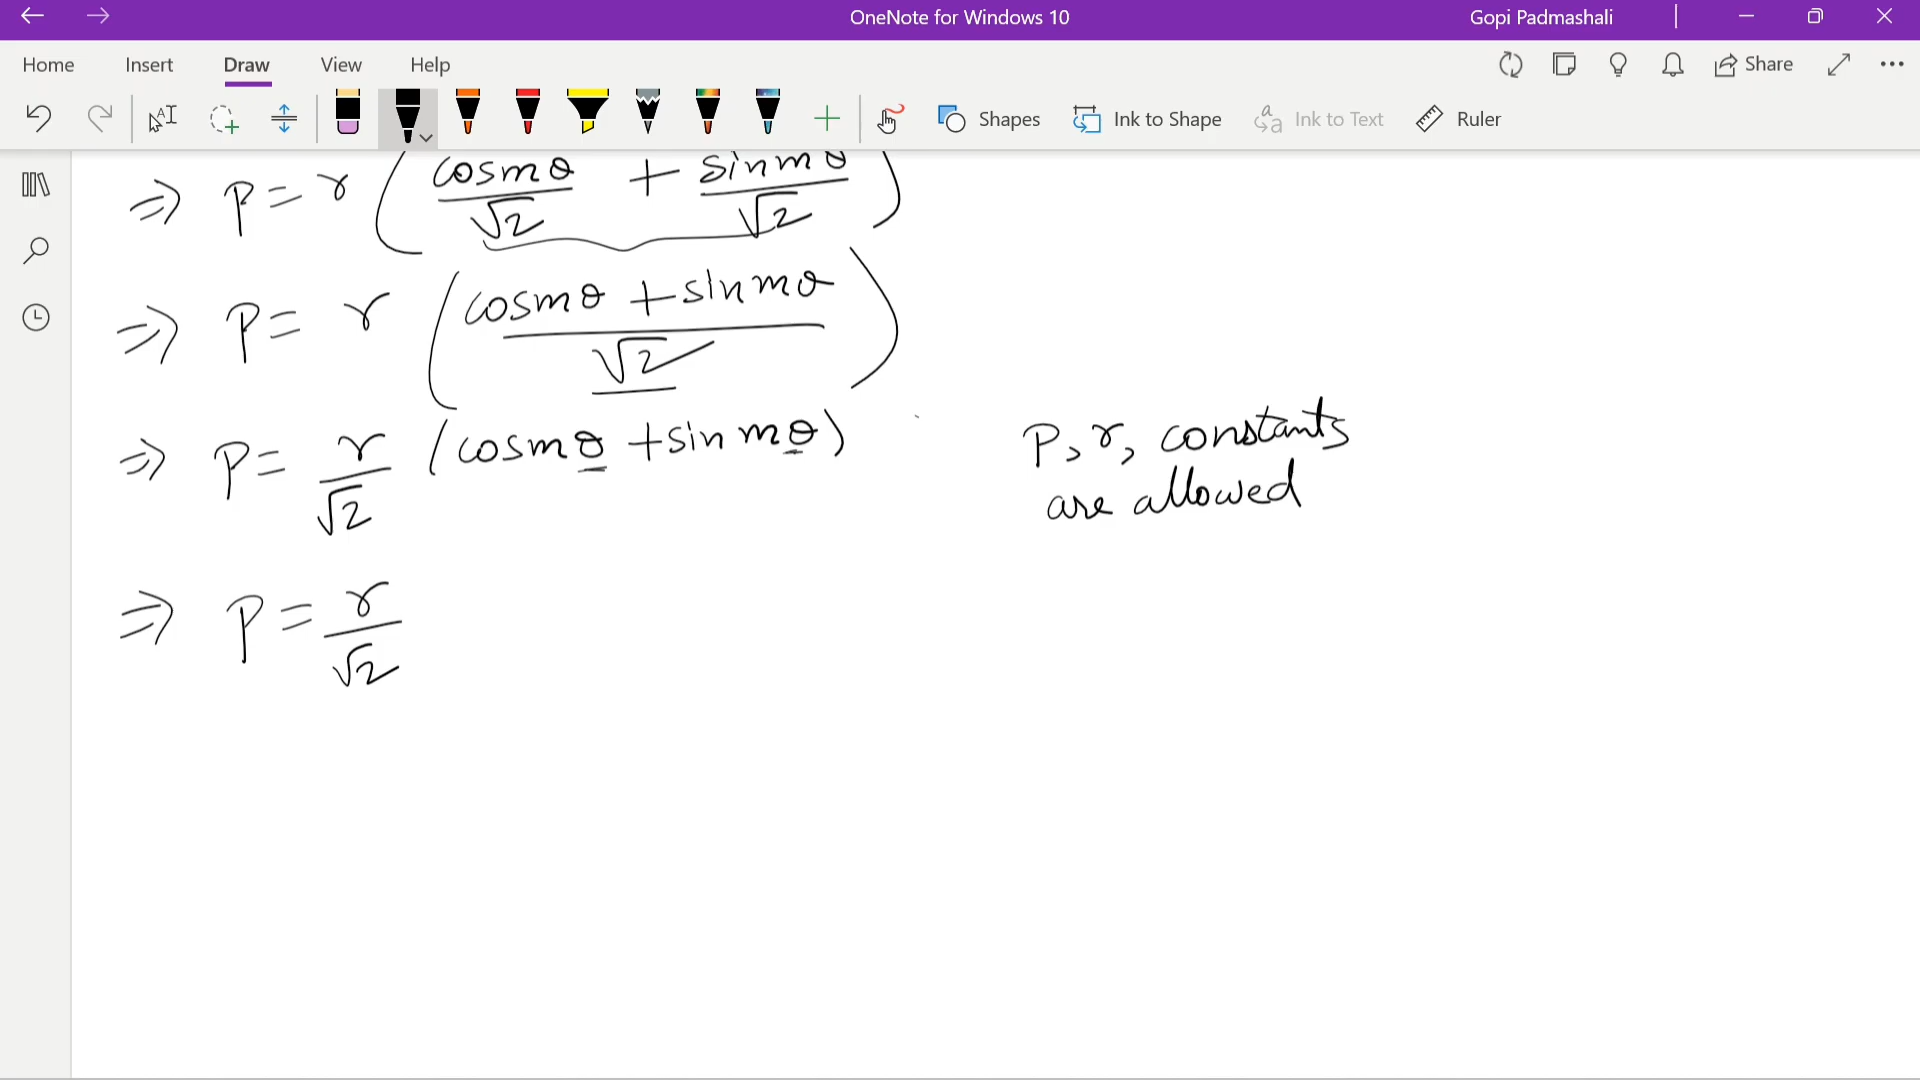 OneNote for Windows 10 Gopi Padmashali
Home Insert Draw View Help Share
Shapes Ink to Shape Ink to Text Ruler
⇒ P = r ( cosmθ/√2 + sinmθ/√2 )
⇒ P = r ( (cosmθ + sinmθ)/√2 )
⇒ P = r/√2 (cosmθ + sinmθ) P, r, constants
are allowed
⇒ P = r/√2